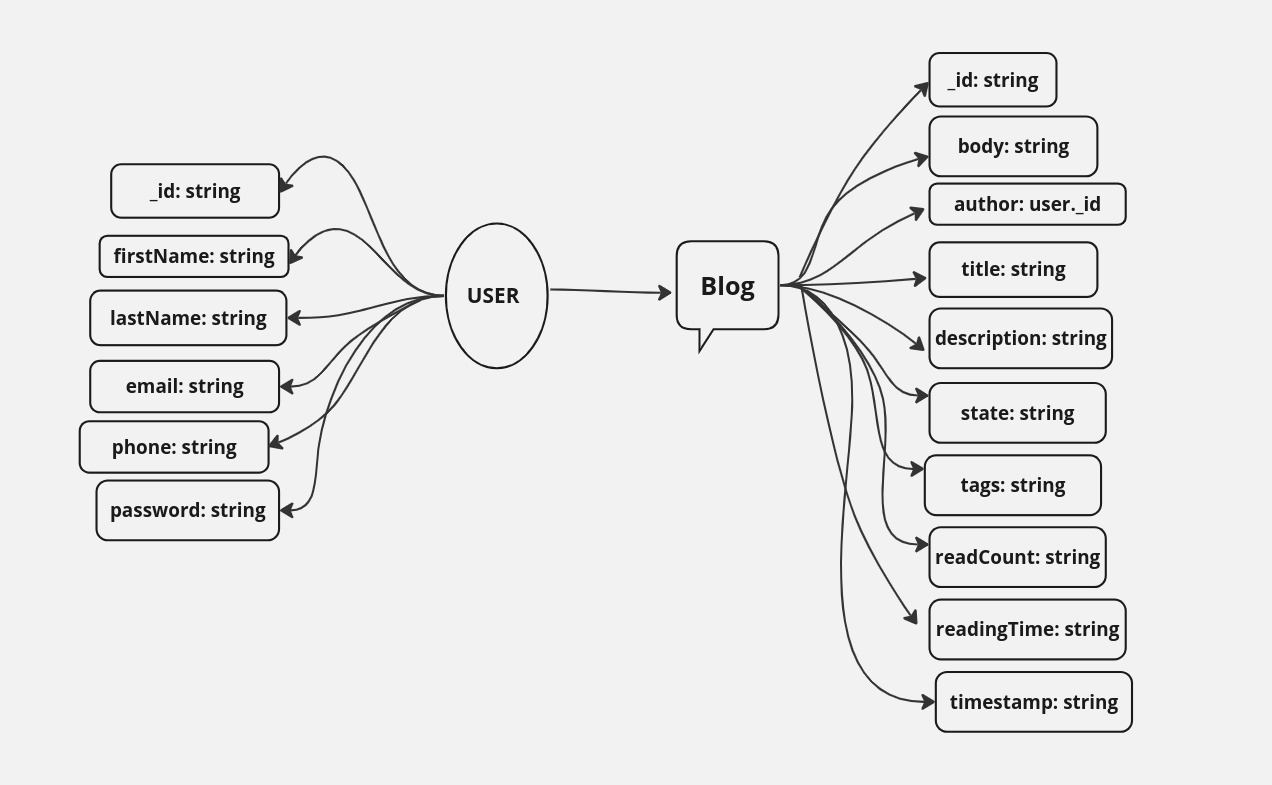 _id: string
firstName: string
lastName: string
email: string
phone: string
password: string
USER
Blog
_id: string
body: string
author: user._id
title: string
description: string
state: string
tags: string
readCount: string
readingTime: string
timestamp: string